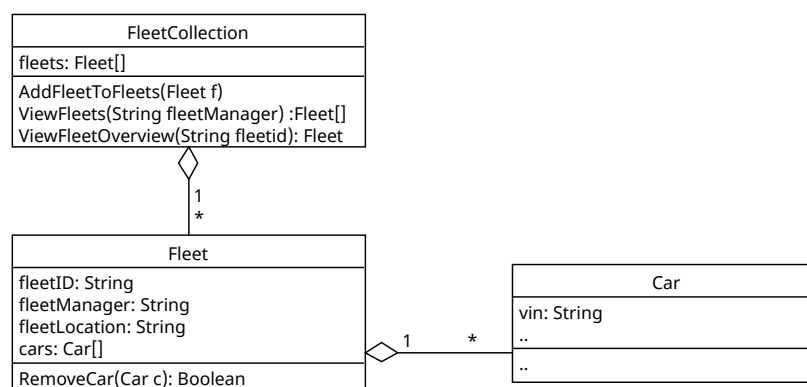 FleetCollection
fleets: Fleet[]
AddFleetToFleets(Fleet f)
ViewFleets(String fleetManager) :Fleet[]
ViewFleetOverview(String fleetid): Fleet
1
*
Fleet
fleetID: String
fleetManager: String
fleetLocation: String
cars: Car[]
RemoveCar(Car c): Boolean
1
*
Car
vin: String
..
..